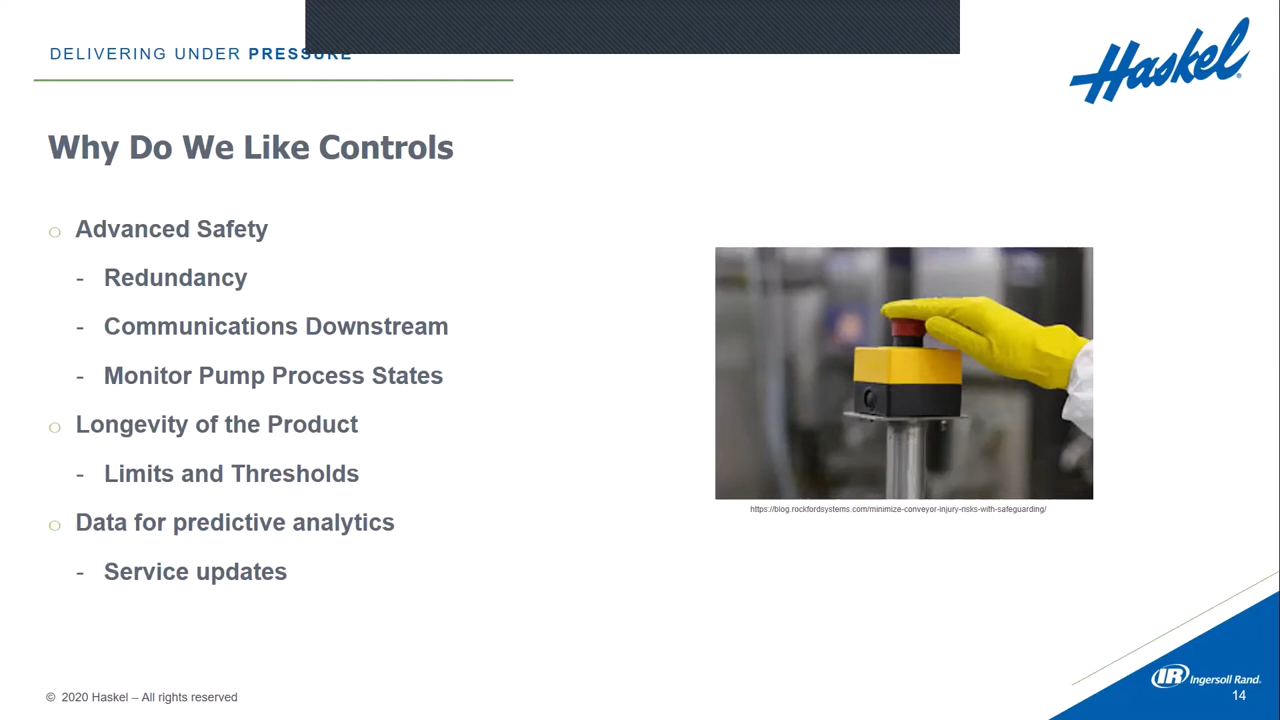 DELIVERING UNDER PRESSURE
Haskel
Why Do We Like Controls
Advanced Safety
- Redundancy
- Communications Downstream
- Monitor Pump Process States
Longevity of the Product
- Limits and Thresholds
Data for predictive analytics
- Service updates
https://blog.rockfordsystems.com/minimize-conveyor-injury-risks-with-safeguarding/
© 2020 Haskel – All rights reserved
IR Ingersoll Rand.
14